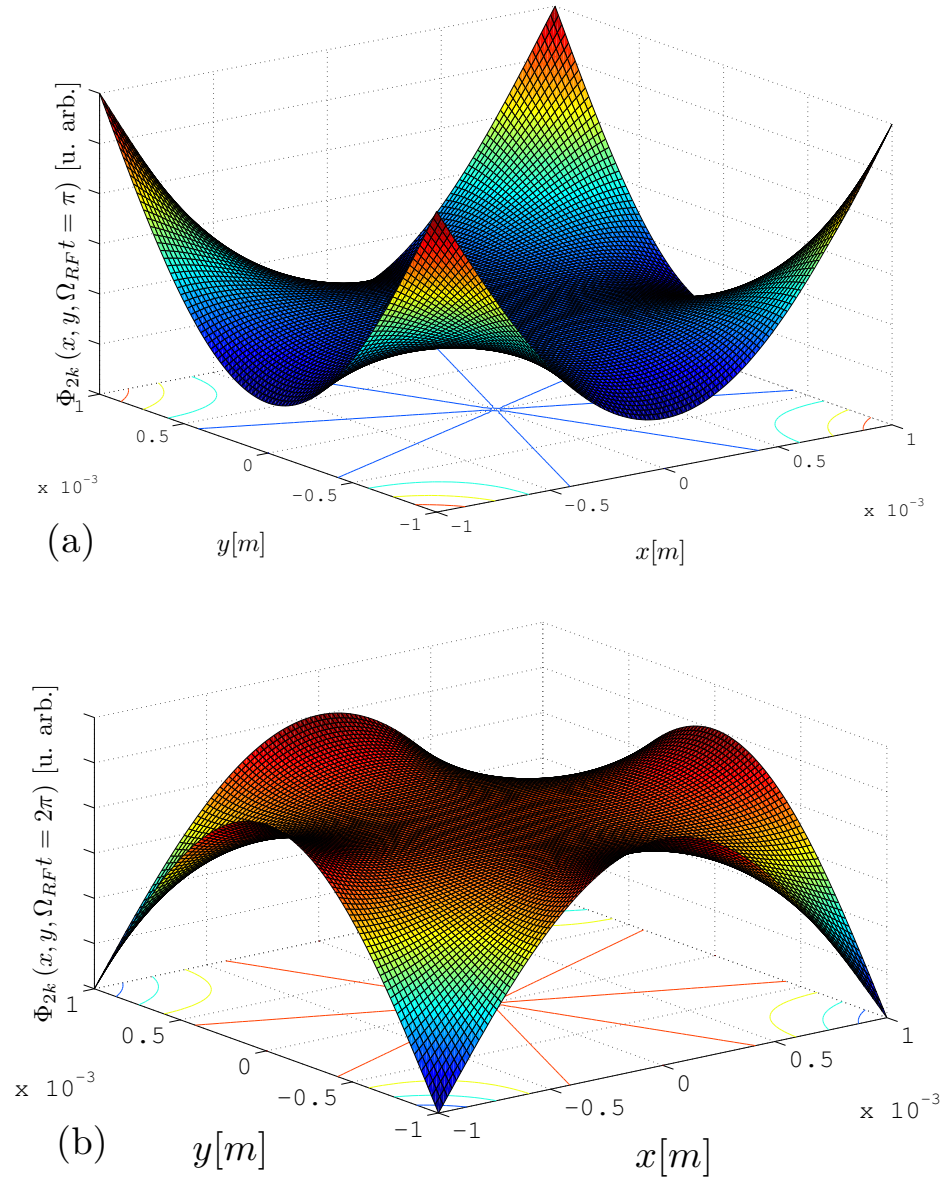 Φ2k(x, y, ΩRFt = π) [u. arb.]
1
0.5
0
−0.5
−1
x 10−3
y[m]
−1
−0.5
0
0.5
1
x 10−3
x[m]
(a)
Φ2k(x, y, ΩRFt = 2π) [u. arb.]
1
0.5
0
−0.5
−1
x 10−3
y[m]
−1
−0.5
0
0.5
1
x 10−3
x[m]
(b)